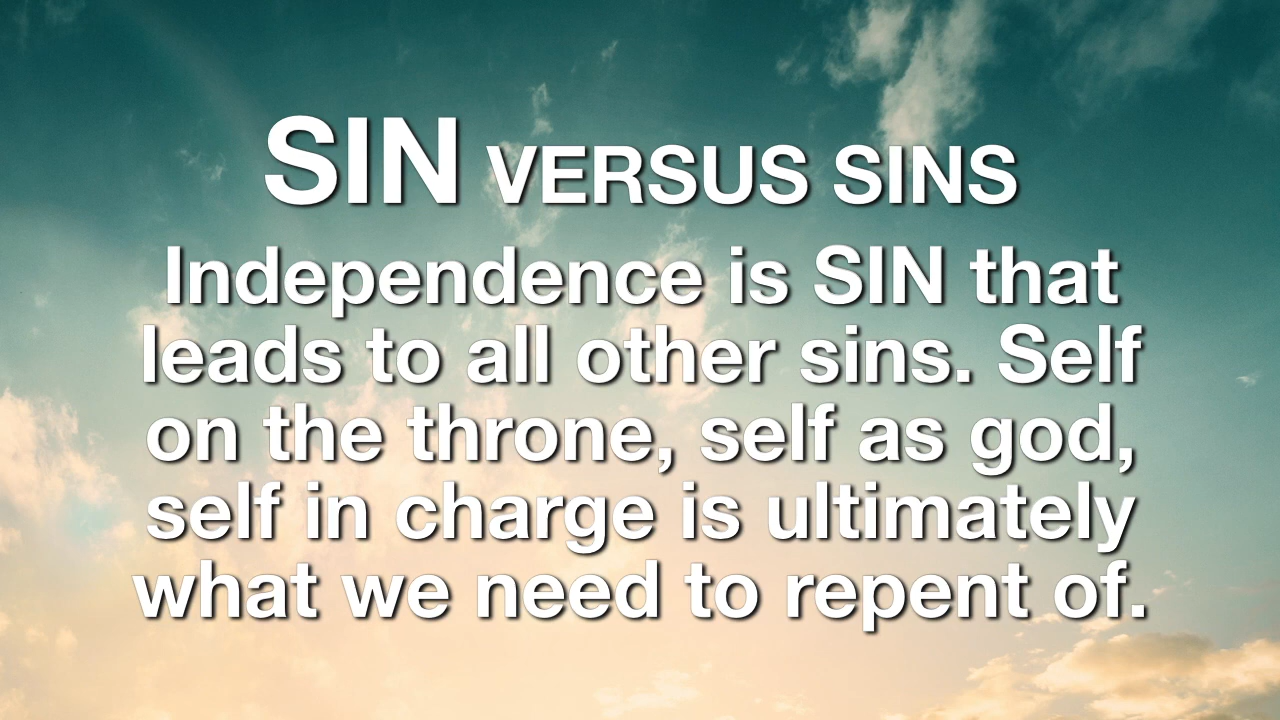 SIN VERSUS SINS
Independence is SIN that
leads to all other sins. Self
on the throne, self as god,
self in charge is ultimately
what we need to repent of.